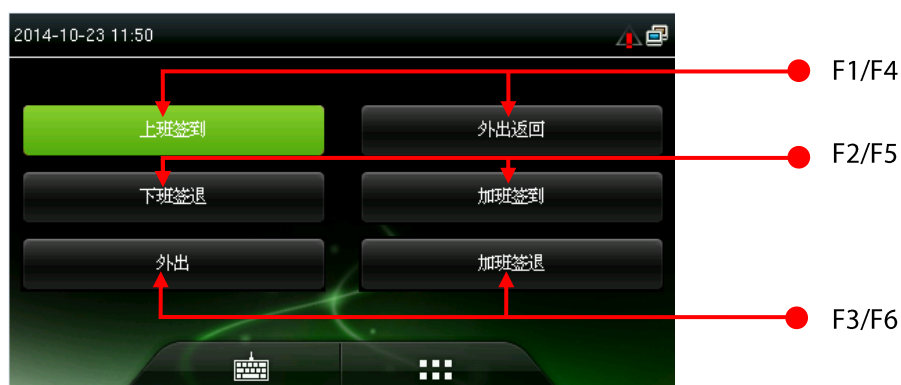 2014-10-23 11:50
F1/F4
上班签到 外出返回
F2/F5
下班签退 加班签到
外出 加班签退
F3/F6